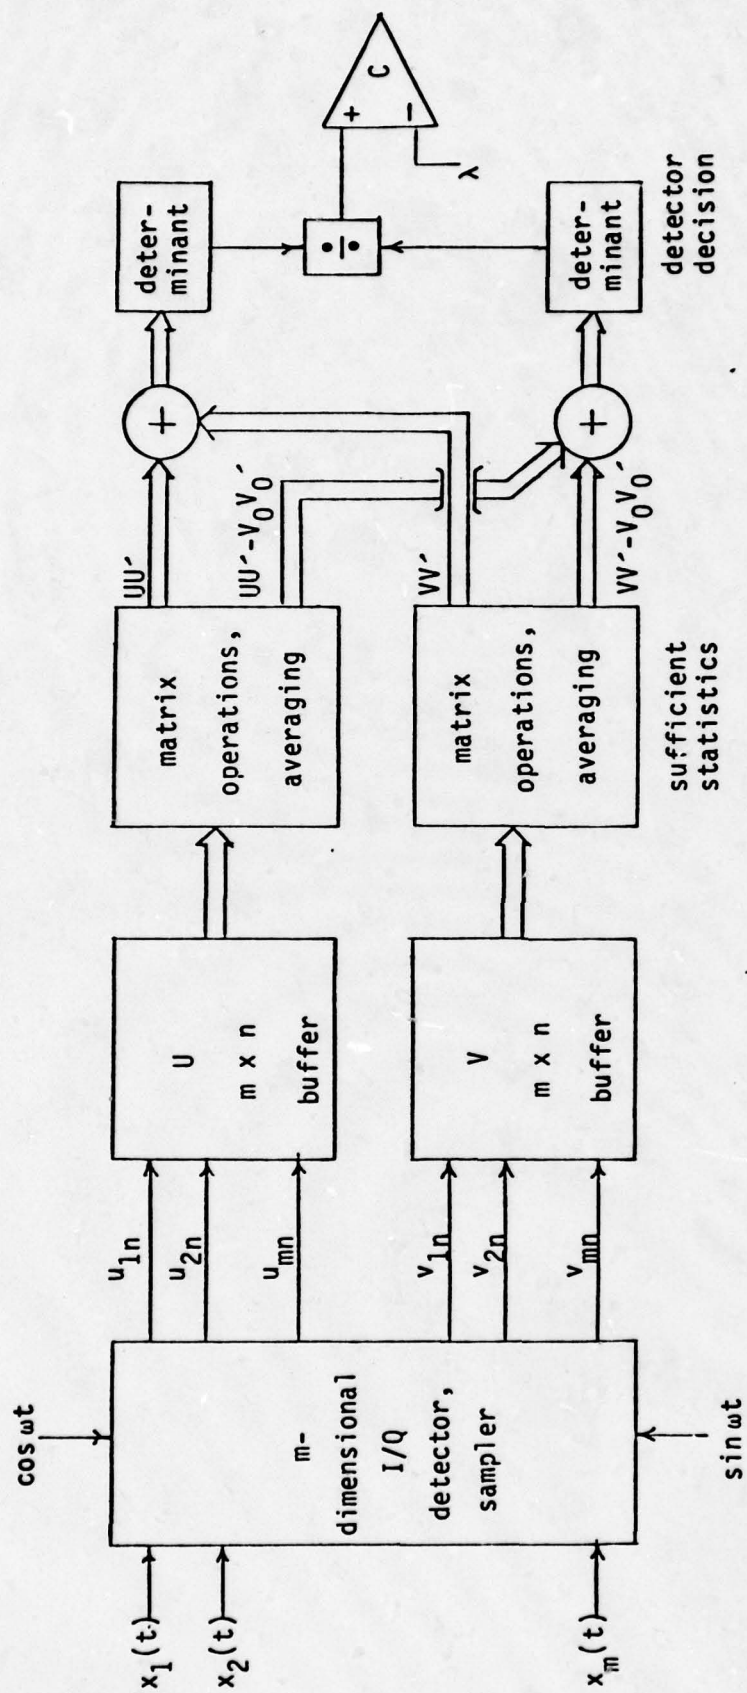 x1(t)
x2(t)
xm(t)
cos ωt
sin ωt
m-
dimensional
I/Q
detector,
sampler
u1n
u2n
umn
v1n
v2n
vmn
U
m x n
buffer
V
m x n
buffer
matrix
operations,
averaging
matrix
operations,
averaging
sufficient
statistics
UU´
UU´-V0V0´
VV´
VV´-V0V0´
+
+
deter-
minant
deter-
minant
÷
detector
decision
+
-
C
λ